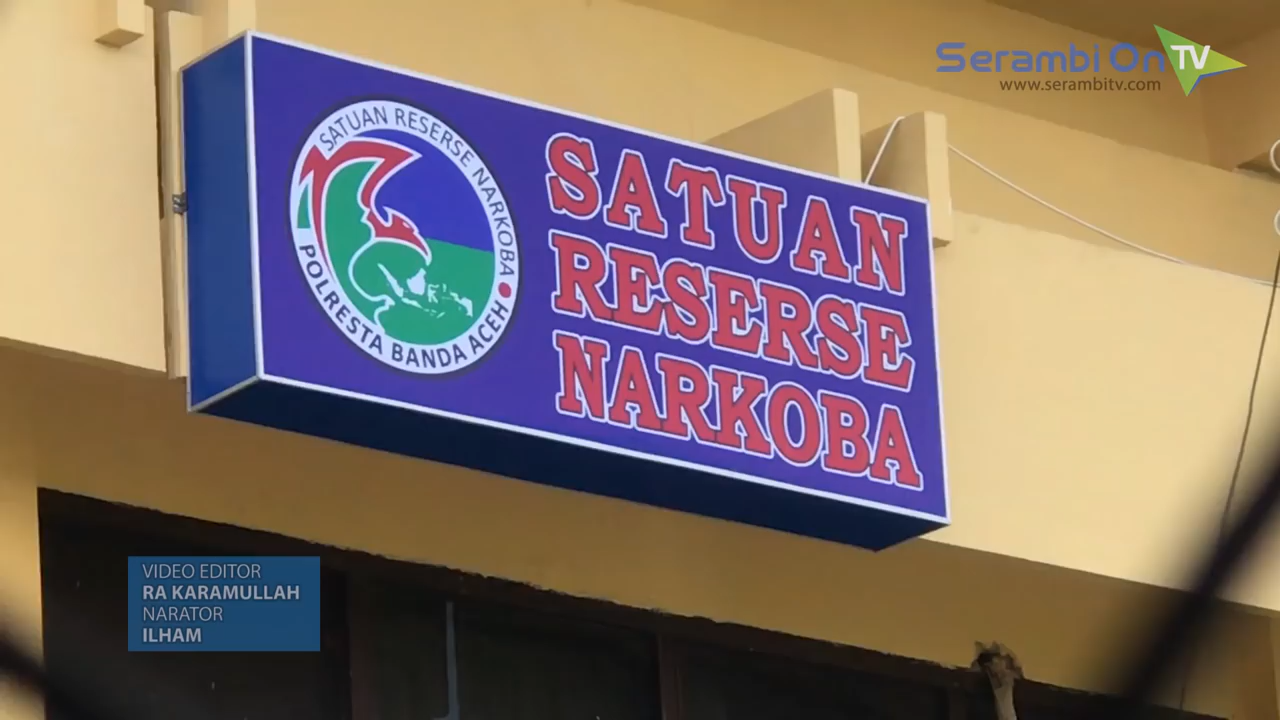 Serambi On TV
www.serambitv.com
SATUAN RESERSE NARKOBA
POLRESTA BANDA ACEH
SATUAN
RESERSE
NARKOBA
VIDEO EDITOR
RA KARAMULLAH
NARATOR
ILHAM